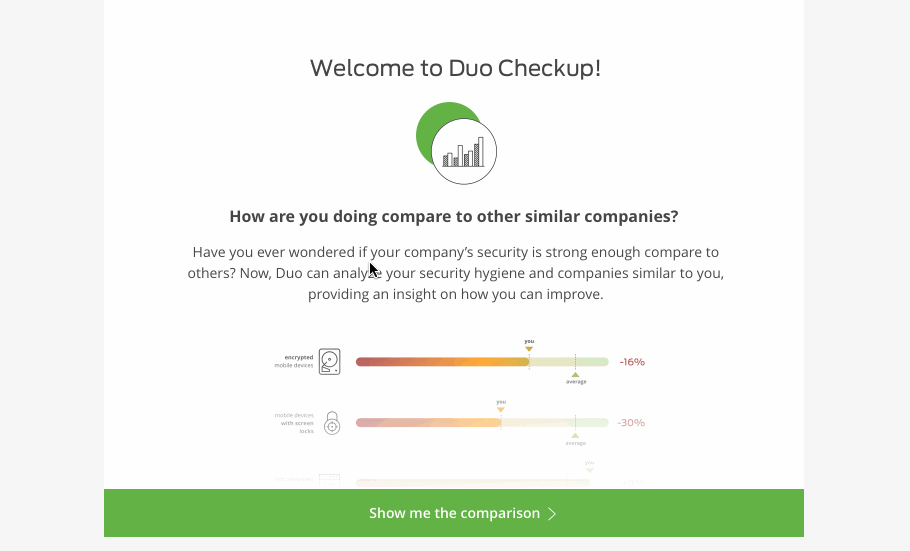 Welcome to Duo Checkup!
How are you doing compare to other similar companies?
Have you ever wondered if your company's security is strong enough compare to
others? Now, Duo can analyze your security hygiene and companies similar to you,
providing an insight on how you can improve.
you
encrypted
mobile devices
-16%
average
you
mobile devices
with screen
locks
-30%
average
you
Show me the comparison